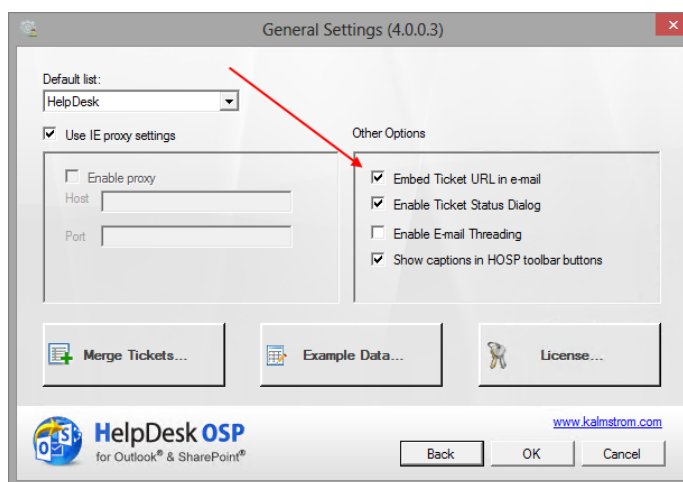 General Settings (4.0.0.3)
Default list:
HelpDesk
Use IE proxy settings
Enable proxy
Host
Port
Other Options
Embed Ticket URL in e-mail
Enable Ticket Status Dialog
Enable E-mail Threading
Show captions in HOSP toolbar buttons
Merge Tickets...
Example Data...
License...
O S
HelpDesk OSP
for Outlook® & SharePoint®
www.kalmstrom.com
Back
OK
Cancel